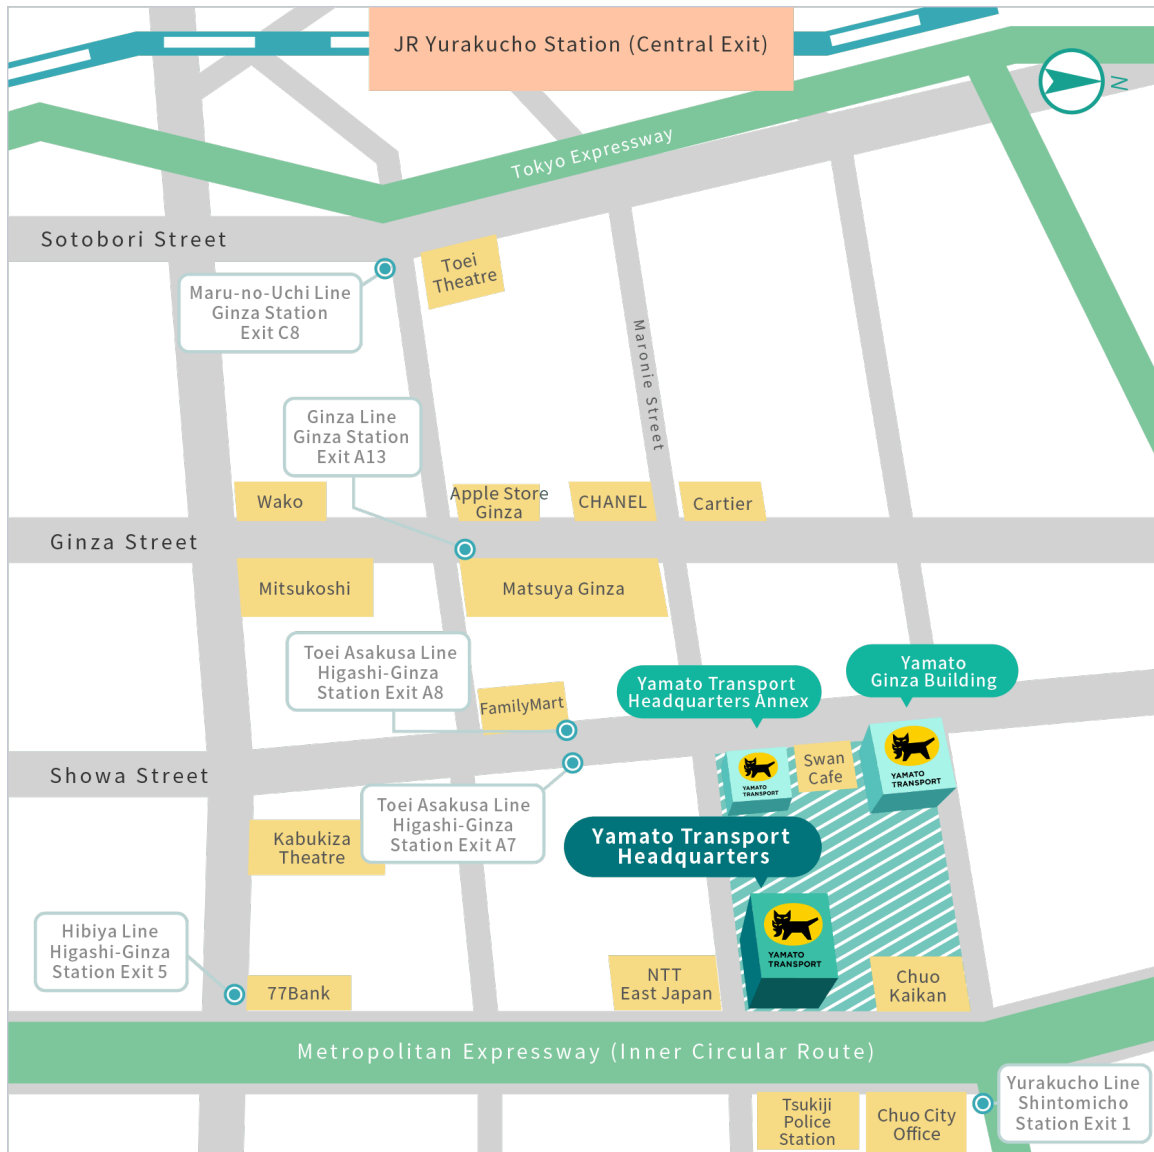 JR Yurakucho Station (Central Exit)
N
Tokyo Expressway
Sotobori Street
Toei
Theatre
Maru-no-Uchi Line
Ginza Station
Exit C8
Maronie Street
Ginza Line
Ginza Station
Exit A13
Wako
Apple Store
Ginza
CHANEL
Cartier
Ginza Street
Mitsukoshi
Matsuya Ginza
Toei Asakusa Line
Higashi-Ginza
Station Exit A8
FamilyMart
Yamato Transport
Headquarters Annex
Yamato
Ginza Building
Showa Street
YAMATO
TRANSPORT
Swan
Cafe
YAMATO
TRANSPORT
Toei Asakusa Line
Higashi-Ginza
Station Exit A7
Kabukiza
Theatre
Yamato Transport
Headquarters
YAMATO
TRANSPORT
Hibiya Line
Higashi-Ginza
Station Exit 5
77Bank
NTT
East Japan
Chuo
Kaikan
Metropolitan Expressway (Inner Circular Route)
Yurakucho Line
Shintomicho
Station Exit 1
Tsukiji
Police
Station
Chuo City
Office